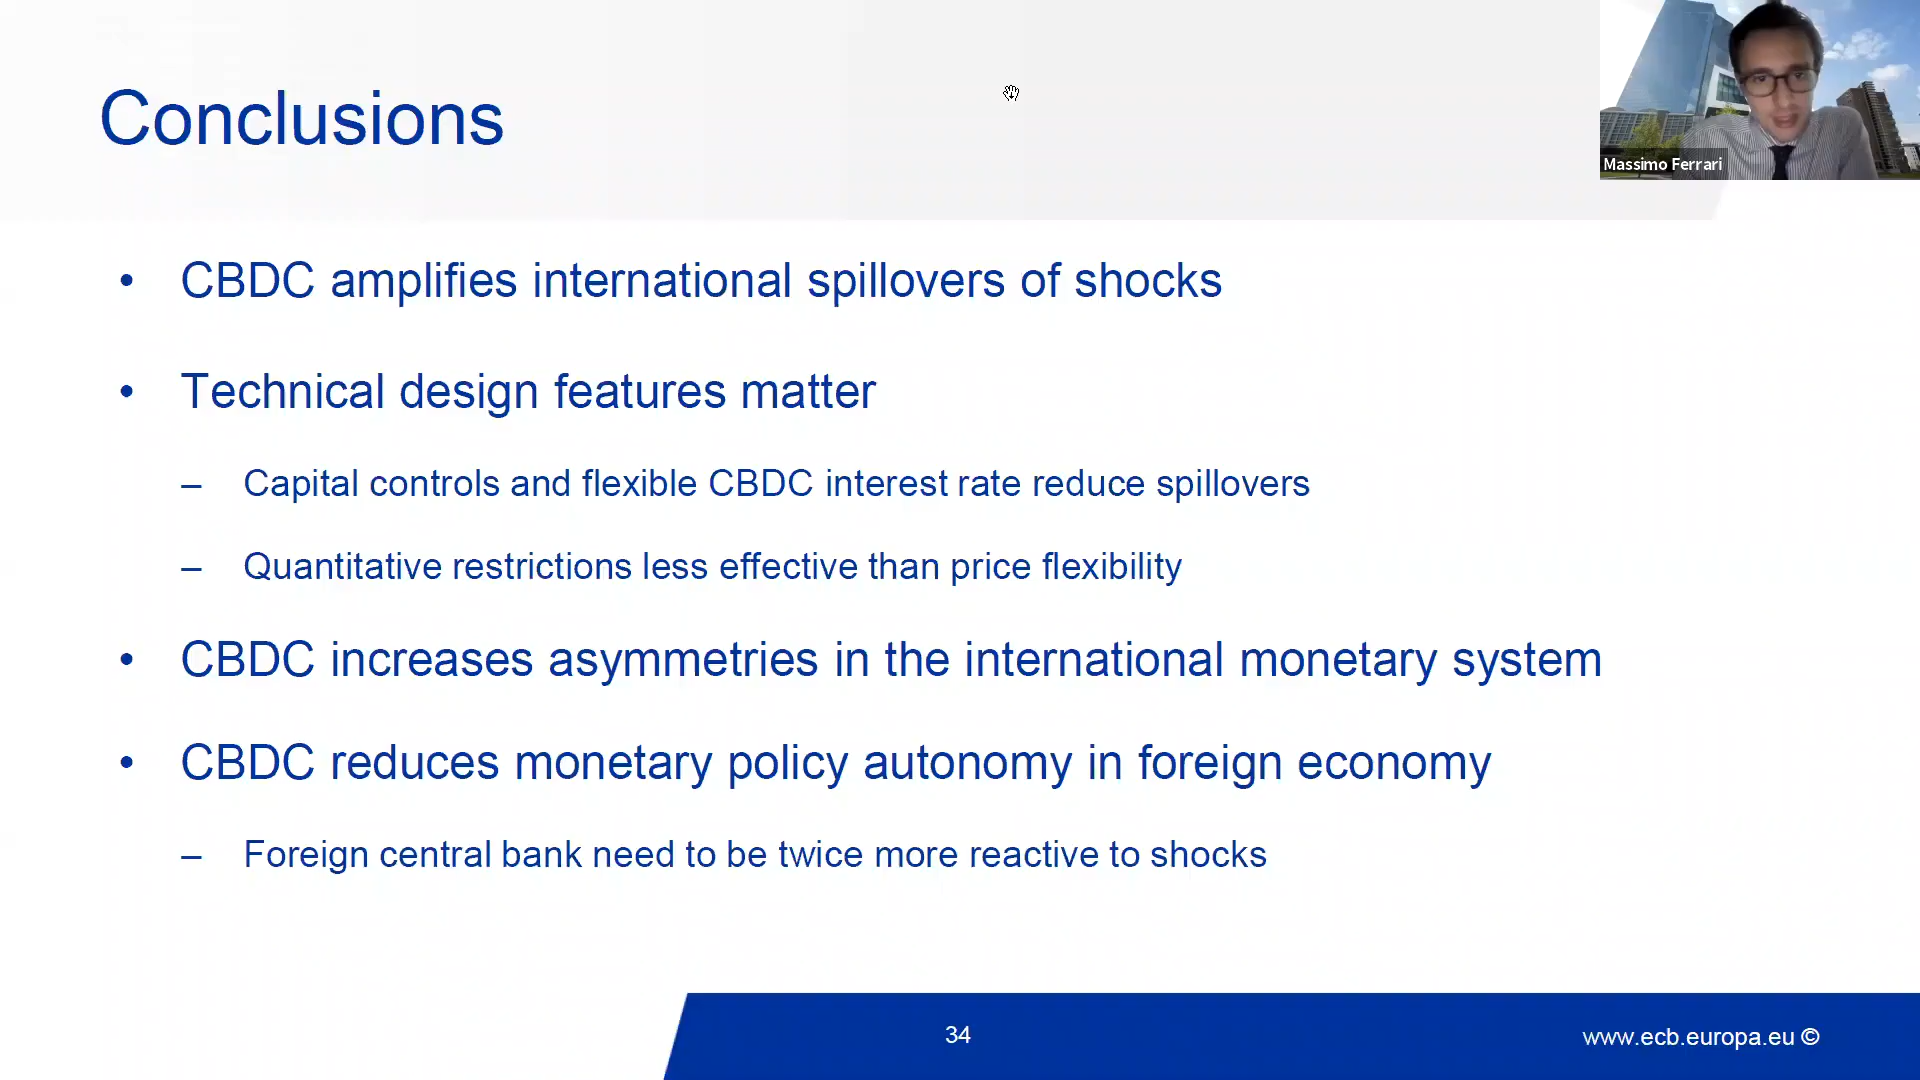 Conclusions
Massimo Ferrari
• CBDC amplifies international spillovers of shocks
• Technical design features matter
– Capital controls and flexible CBDC interest rate reduce spillovers
– Quantitative restrictions less effective than price flexibility
• CBDC increases asymmetries in the international monetary system
• CBDC reduces monetary policy autonomy in foreign economy
– Foreign central bank need to be twice more reactive to shocks
34
www.ecb.europa.eu ©